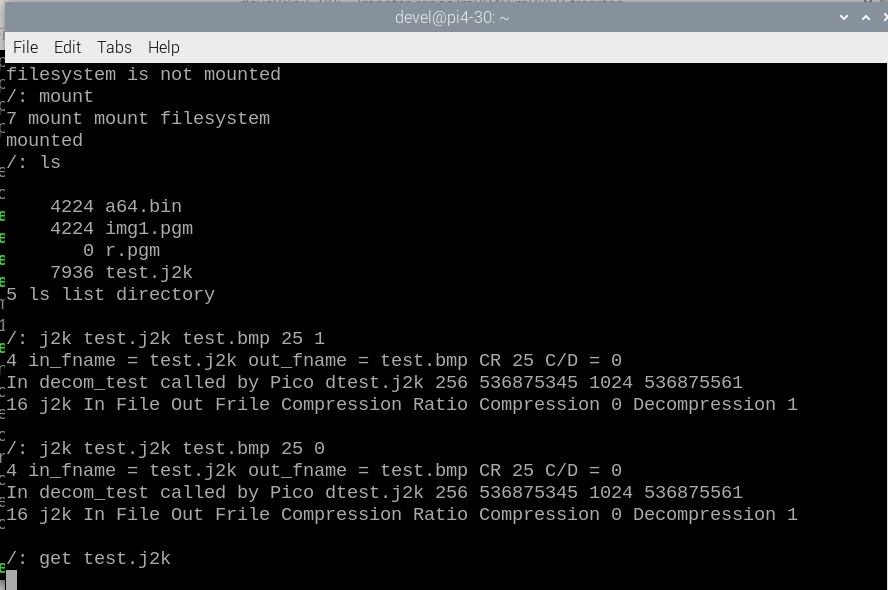 devel@pi4-30: ~
File Edit Tabs Help
filesystem is not mounted
/: mount
7 mount mount filesystem
mounted
/: ls
4224 a64.bin
4224 img1.pgm
0 r.pgm
7936 test.j2k
5 ls list directory
/: j2k test.j2k test.bmp 25 1
4 in_fname = test.j2k out_fname = test.bmp CR 25 C/D = 0
In decom_test called by Pico dtest.j2k 256 536875345 1024 536875561
16 j2k In File Out Frile Compression Ratio Compression 0 Decompression 1
/: j2k test.j2k test.bmp 25 0
4 in_fname = test.j2k out_fname = test.bmp CR 25 C/D = 0
In decom_test called by Pico dtest.j2k 256 536875345 1024 536875561
16 j2k In File Out Frile Compression Ratio Compression 0 Decompression 1
/: get test.j2k